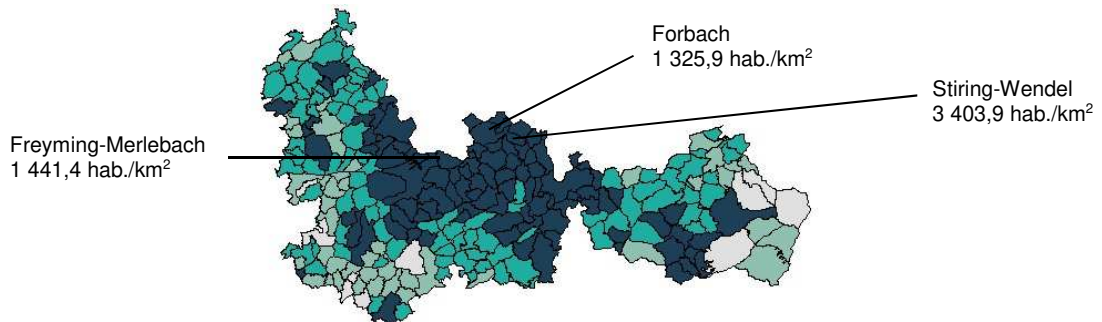 Forbach
1 325,9 hab./km²
Stiring-Wendel
3 403,9 hab./km²
Freyming-Merlebach
1 441,4 hab./km²